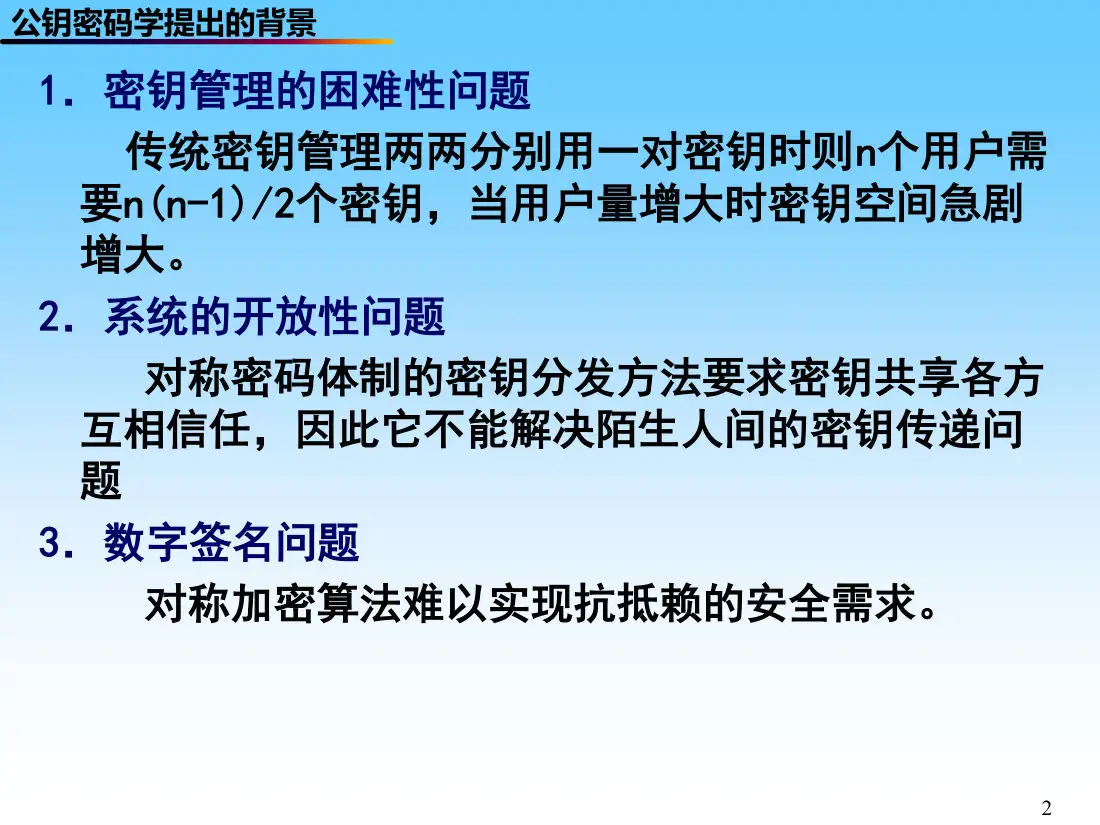 公钥密码学提出的背景
1. 密钥管理的困难性问题
传统密钥管理两两分别用一对密钥时则n个用户需
要n(n-1)/2个密钥，当用户量增大时密钥空间急剧
增大。
2. 系统的开放性问题
对称密码体制的密钥分发方法要求密钥共享各方
互相信任，因此它不能解决陌生人间的密钥传递问
题
3. 数字签名问题
对称加密算法难以实现抗抵赖的安全需求。
2